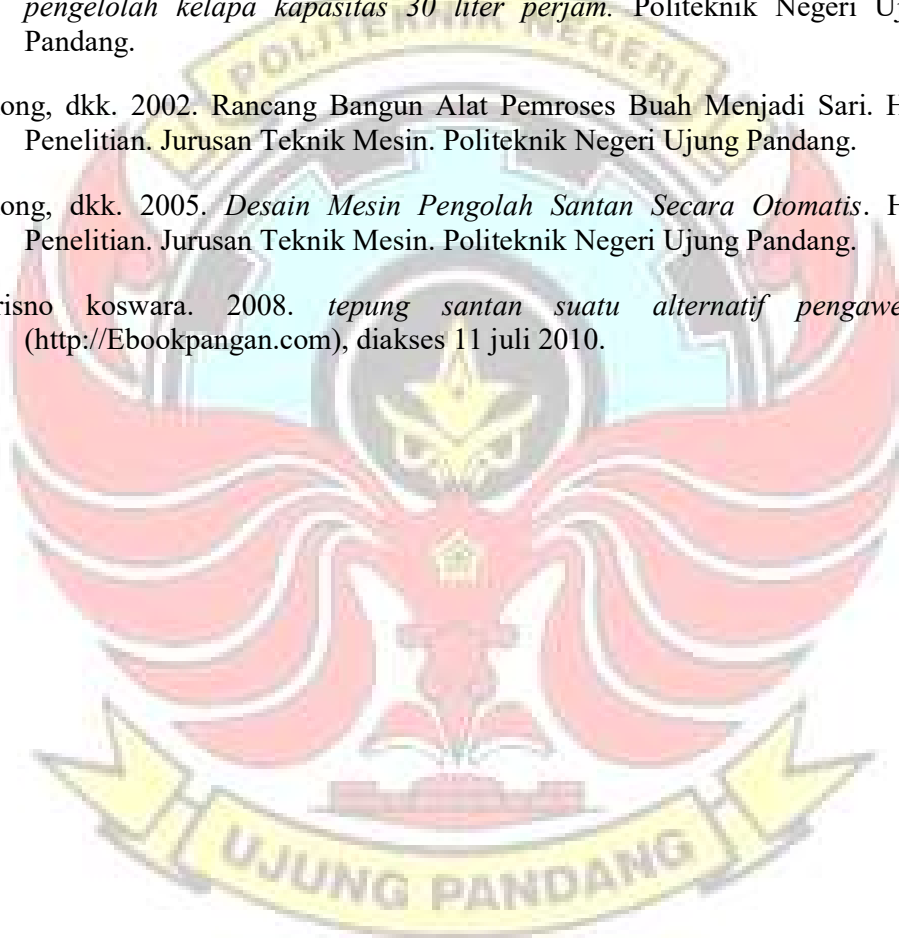 pengelolah kelapa kapasitas 30 liter perjam. Politeknik Negeri Uj
Pandang.
POLITEKNIK NEGERI
ong, dkk. 2002. Rancang Bangun Alat Pemroses Buah Menjadi Sari. H
Penelitian. Jurusan Teknik Mesin. Politeknik Negeri Ujung Pandang.
ong, dkk. 2005. Desain Mesin Pengolah Santan Secara Otomatis. H
Penelitian. Jurusan Teknik Mesin. Politeknik Negeri Ujung Pandang.
risno koswara. 2008. tepung santan suatu alternatif pengawe
(http://Ebookpangan.com), diakses 11 juli 2010.
UJUNG PANDANG